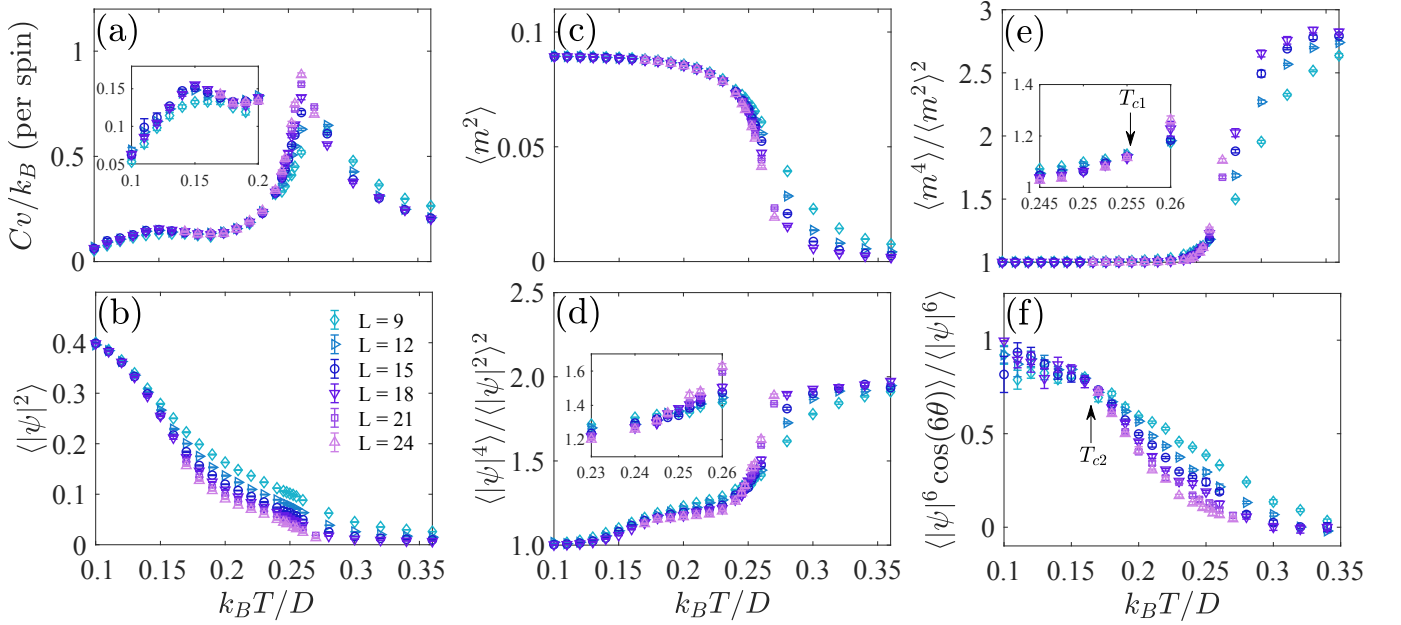 (a)
Cv/k_B (per spin)
1
0.5
0
0.15
0.1
0.05
0.1
0.15
0.2
(c)
⟨m²⟩
0.1
0.05
0
(e)
⟨m⁴⟩/⟨m²⟩²
3
2.5
2
1.5
1
1.4
1.2
1
0.245
0.25
0.255
0.26
T_{c1}
(b)
⟨|ψ|²⟩
0.4
0.3
0.2
0.1
0
0.1
0.15
0.2
0.25
0.3
0.35
k_BT/D
L = 9
L = 12
L = 15
L = 18
L = 21
L = 24
(d)
⟨|ψ|⁴⟩/⟨|ψ|²⟩²
2.5
2.0
1.5
1.0
1.6
1.4
1.2
0.23
0.24
0.25
0.26
0.1
0.15
0.2
0.25
0.3
0.35
k_BT/D
(f)
⟨|ψ|⁶ cos(6θ)⟩/⟨|ψ|⁶⟩
1
0.5
0
T_{c2}
0.1
0.15
0.2
0.25
0.3
0.35
k_BT/D